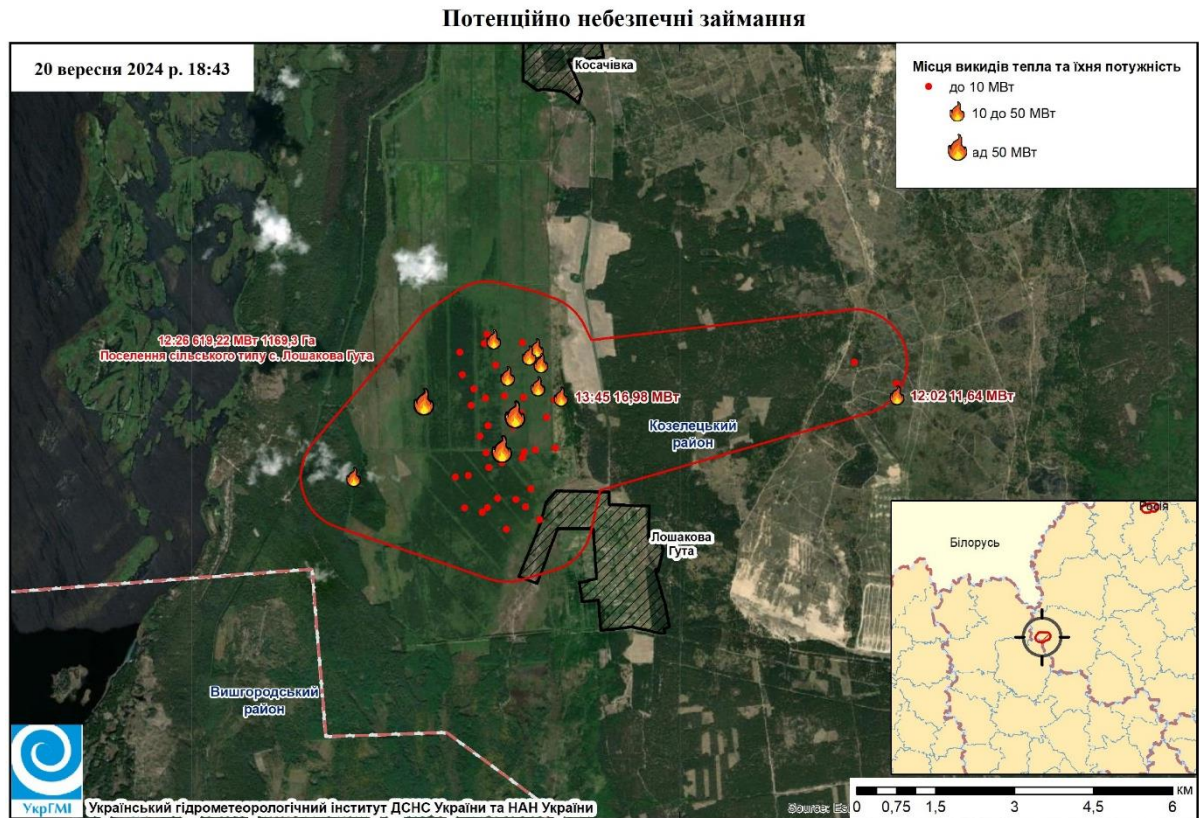 Потенційно небезпечні займання
20 вересня 2024 р. 18:43
Косачівка
Місця викидів тепла та їхня потужність
до 10 МВт
10 до 50 МВт
ад 50 МВт
12:26 619,22 МВт 1169,3 Га
Поселення сільського типу с. Лошакова Гута
13:45 16,98 МВт
12:02 11,64 МВт
Козелецький
район
Лошакова
Гута
Росія
Білорусь
Вишгородський
район
УкрГМІ
Український гідрометеорологічний інститут ДСНС України та НАН України
Source: Es
км
0 0,75 1,5 3 4,5 6